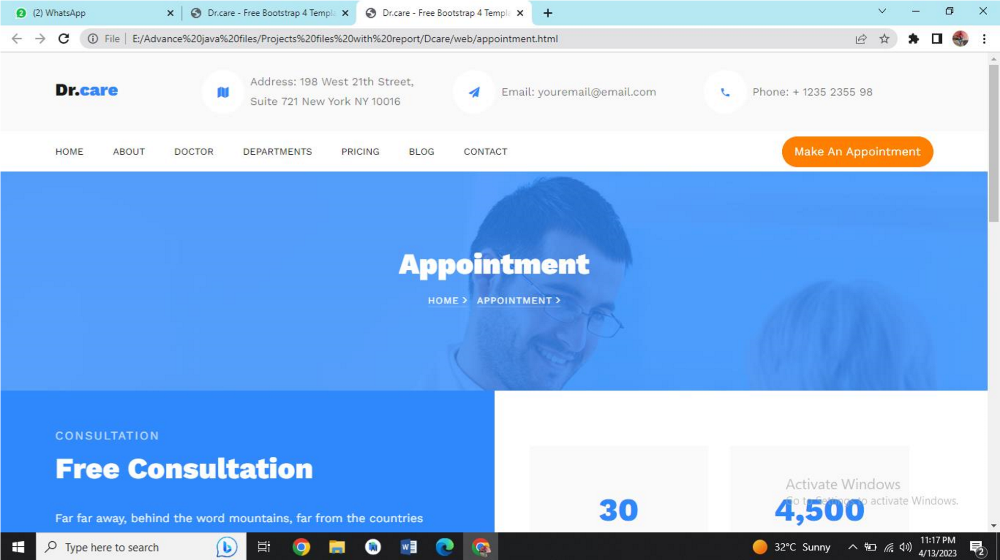 2 (2) WhatsApp
Dr.care - Free Bootstrap 4 Templa
Dr.care - Free Bootstrap 4 Templa
File | E:/Advance%20java%20files/Projects%20files%20with%20report/Dcare/web/appointment.html
Dr.care
Address: 198 West 21th Street,
Suite 721 New York NY 10016
Email: youremail@email.com
Phone: + 1235 2355 98
HOME ABOUT DOCTOR DEPARTMENTS PRICING BLOG CONTACT
Make An Appointment
Appointment
HOME > APPOINTMENT >
CONSULTATION
Free Consultation
Far far away, behind the word mountains, far from the countries
30
4,500
Activate Windows
Go to Settings to activate Windows.
Type here to search
32°C Sunny
11:17 PM
4/13/2023
2